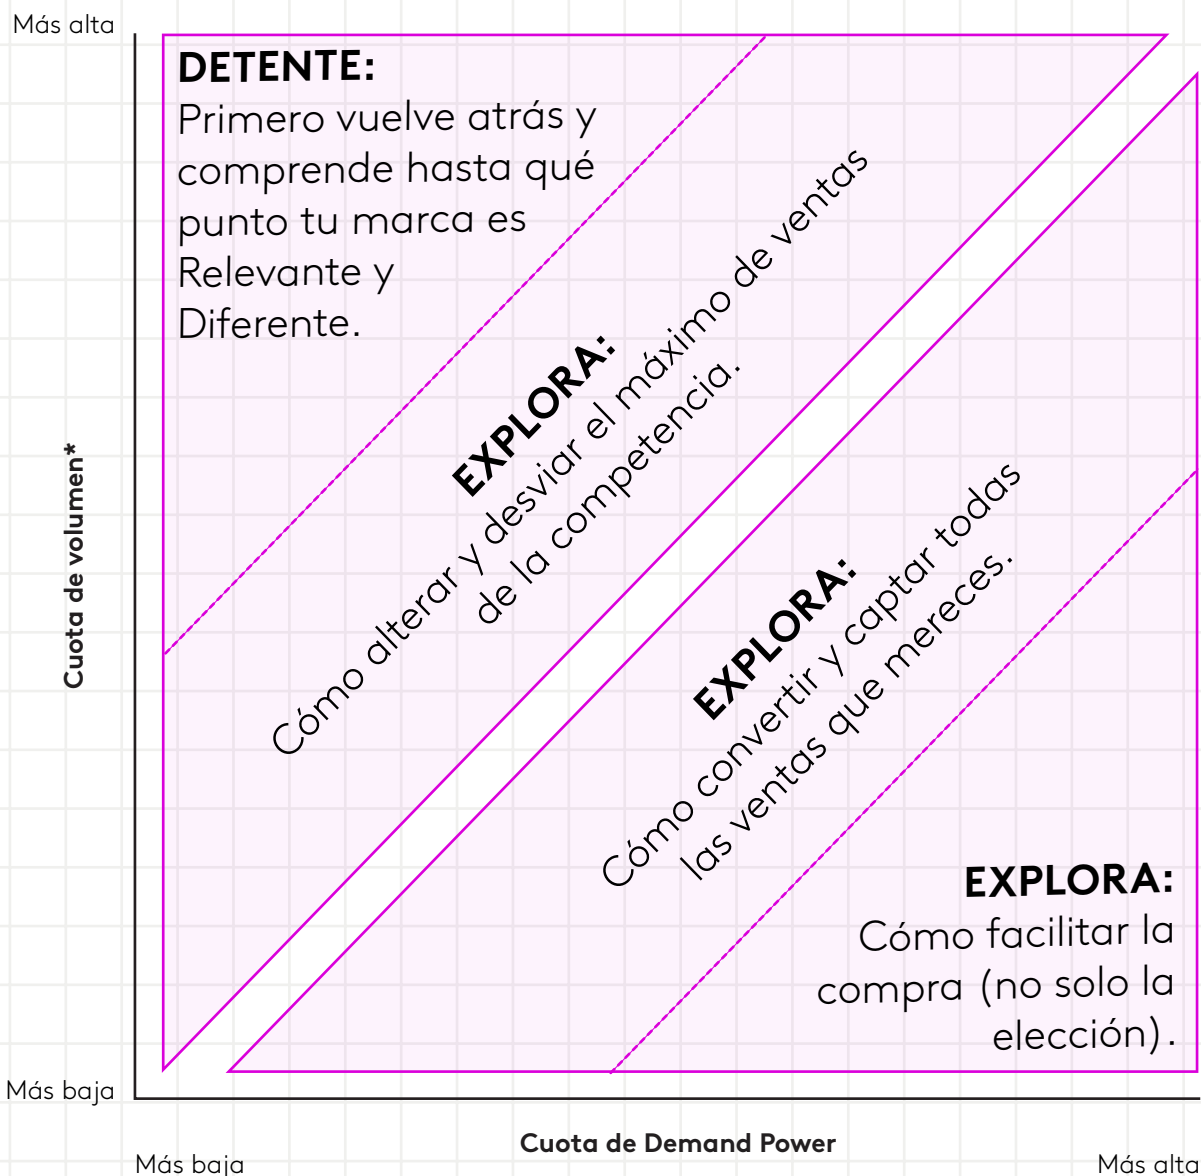 Más alta
DETENTE:
Primero vuelve atrás y
comprende hasta qué
punto tu marca es
Relevante y
Diferente.
EXPLORA:
Cómo alterar y desviar el máximo de ventas
de la competencia.
EXPLORA:
Cómo convertir y captar todas
las ventas que mereces.
EXPLORA:
Cómo facilitar la
compra (no solo la
elección).
Cuota de volumen*
Más baja
Cuota de Demand Power
Más baja
Más alta